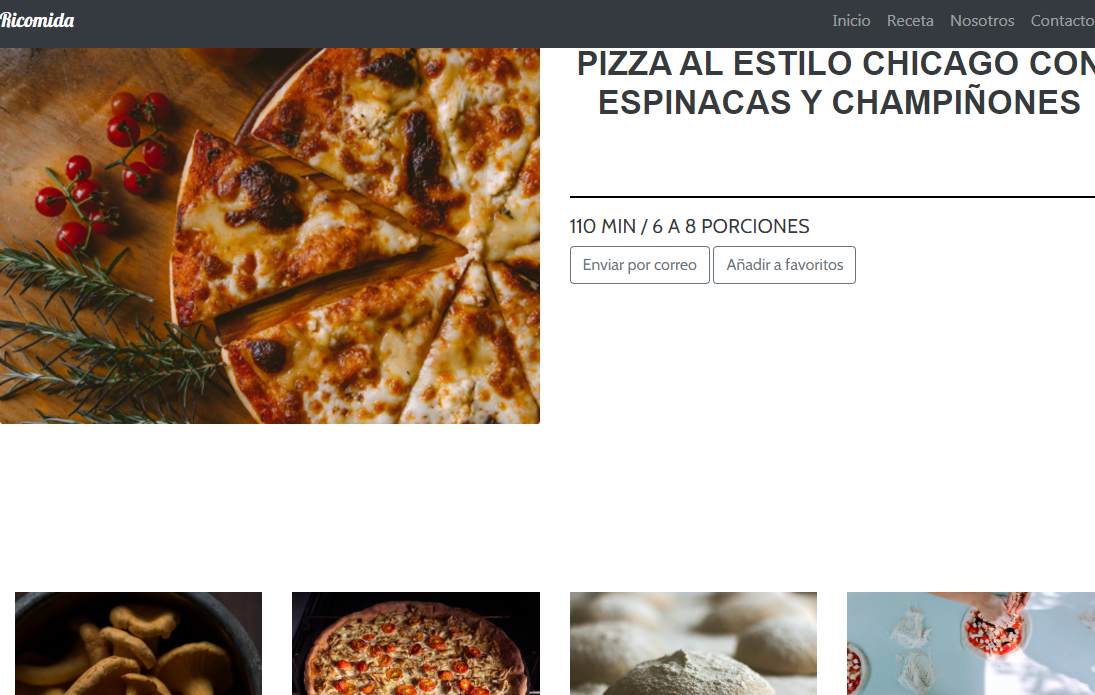 Ricomida
Inicio Receta Nosotros Contacto
PIZZA AL ESTILO CHICAGO CON
ESPINACAS Y CHAMPIÑONES
110 MIN / 6 A 8 PORCIONES
Enviar por correo Añadir a favoritos